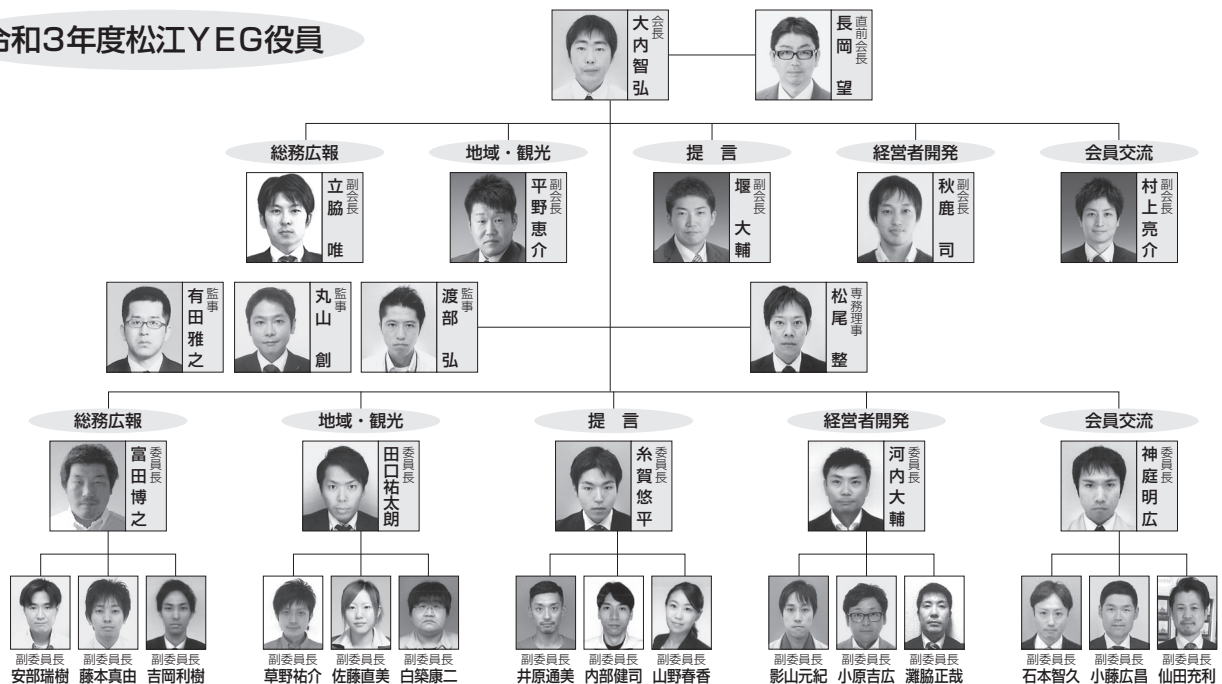 令和3年度松江YEG役員
会長
大内智弘
直前会長
長岡 望
総務広報
地域・観光
提 言
経営者開発
会員交流
副会長
立脇 唯
副会長
平野恵介
副会長
堰 大輔
副会長
秋鹿 司
副会長
村上亮介
監事
有田雅之
監事
丸山 創
監事
渡部 弘
専務理事
松尾 整
総務広報
地域・観光
提 言
経営者開発
会員交流
委員長
富田博之
委員長
田口祐太朗
委員長
糸賀悠平
委員長
河内大輔
委員長
神庭明広
副委員長 副委員長 副委員長
安部瑞樹 藤本真由 吉岡利樹
副委員長 副委員長 副委員長
草野祐介 佐藤直美 白築康二
副委員長 副委員長 副委員長
井原通美 内部健司 山野春香
副委員長 副委員長 副委員長
影山元紀 小原吉広 灘脇正哉
副委員長 副委員長 副委員長
石本智久 小藤広昌 仙田充利